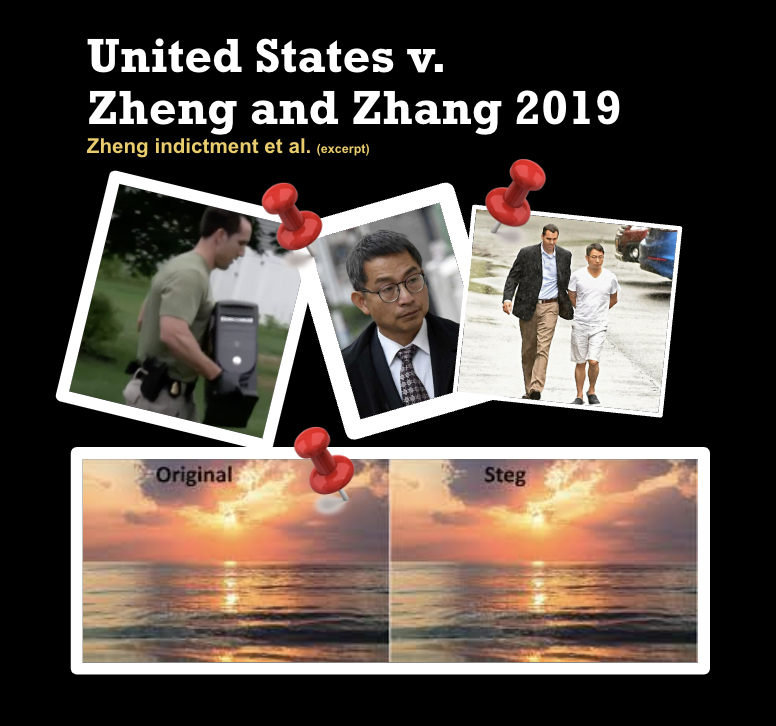 United States v.
Zheng and Zhang 2019
Zheng indictment et al. (excerpt)
Original
Steg